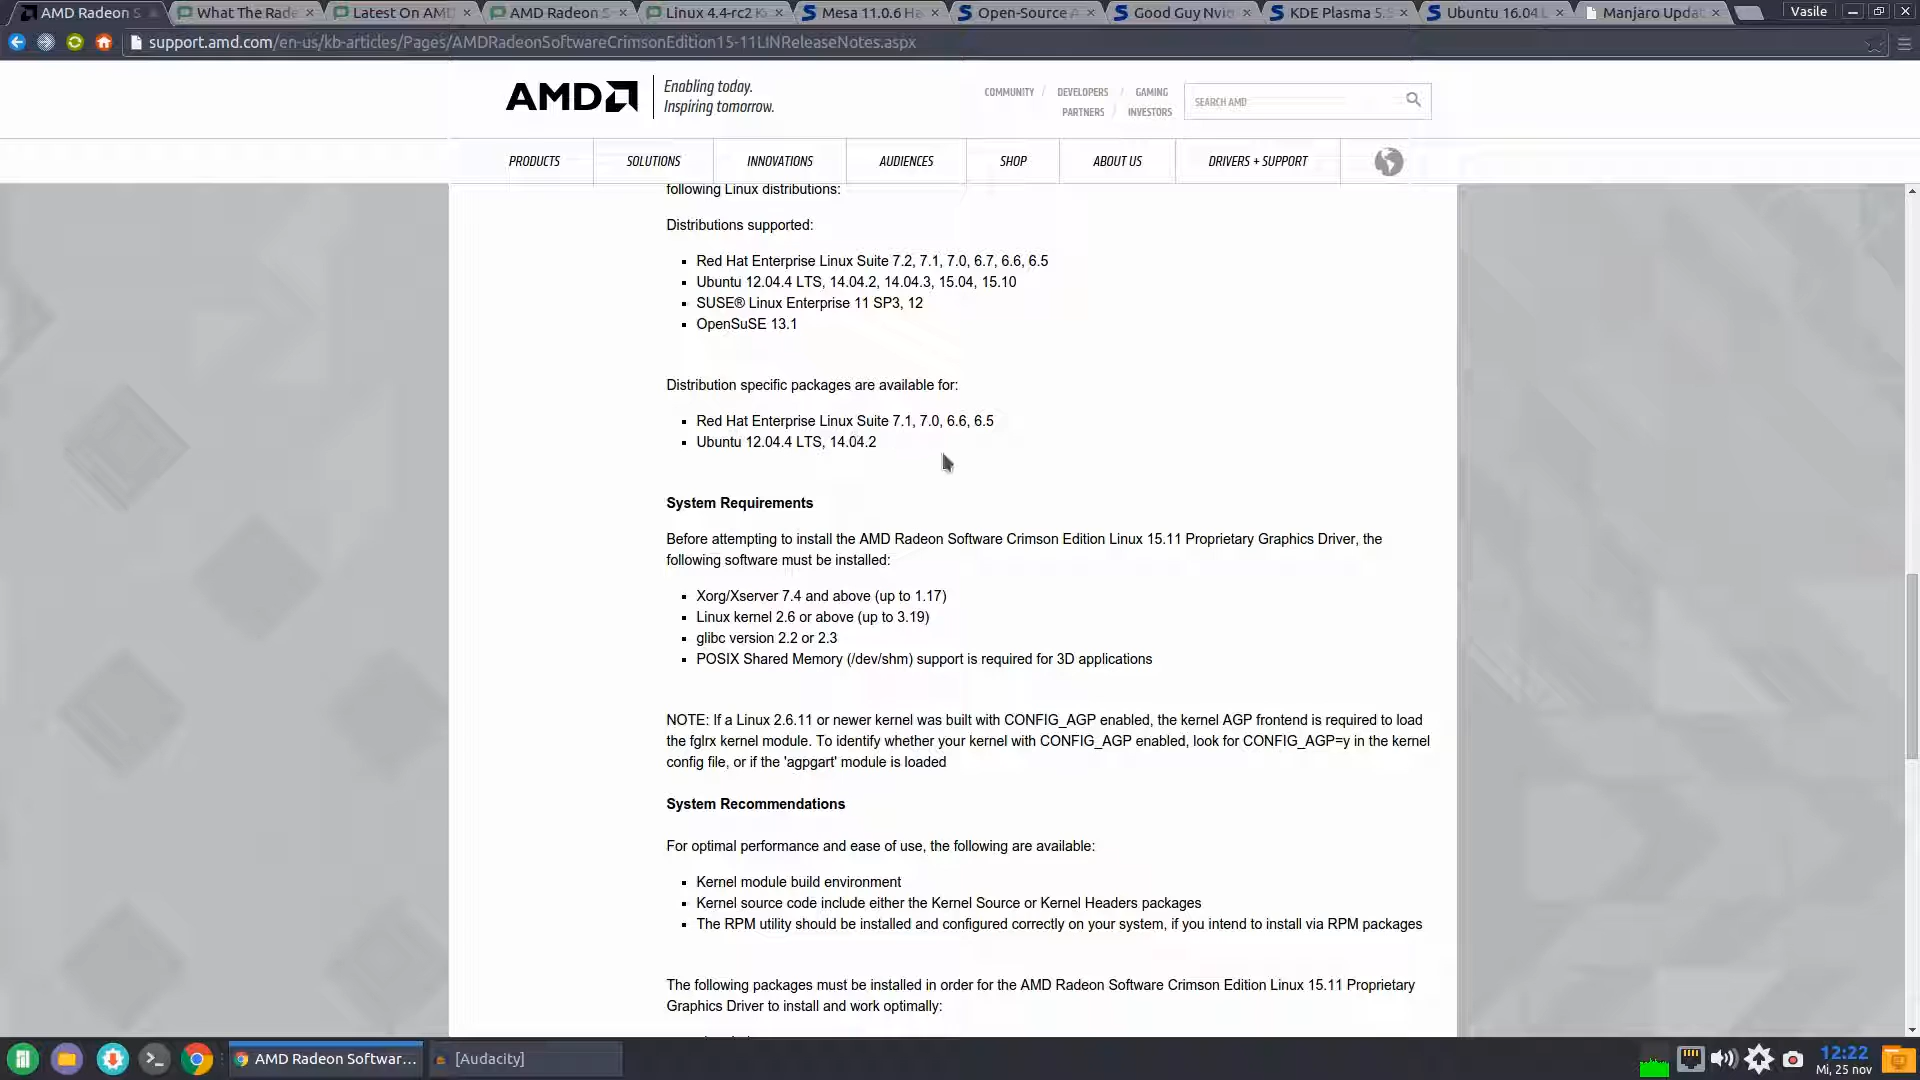 AMD Radeon S
What The Rade
Latest On AMD
AMD Radeon S
Linux 4.4-rc2 K
Mesa 11.0.6 Ha
Open-Source A
Good Guy Nvid
KDE Plasma 5.5
Ubuntu 16.04 L
Manjaro Updat
Vasile
support.amd.com/en-us/kb-articles/Pages/AMDRadeonSoftwareCrimsonEdition15-11LINReleaseNotes.aspx
AMD
Enabling today.
Inspiring tomorrow.
COMMUNITY / DEVELOPERS / GAMING
PARTNERS / INVESTORS
SEARCH AMD
PRODUCTS
SOLUTIONS
INNOVATIONS
AUDIENCES
SHOP
ABOUT US
DRIVERS + SUPPORT
following Linux distributions:
Distributions supported:
Red Hat Enterprise Linux Suite 7.2, 7.1, 7.0, 6.7, 6.6, 6.5
Ubuntu 12.04.4 LTS, 14.04.2, 14.04.3, 15.04, 15.10
SUSE® Linux Enterprise 11 SP3, 12
OpenSuSE 13.1
Distribution specific packages are available for:
Red Hat Enterprise Linux Suite 7.1, 7.0, 6.6, 6.5
Ubuntu 12.04.4 LTS, 14.04.2
System Requirements
Before attempting to install the AMD Radeon Software Crimson Edition Linux 15.11 Proprietary Graphics Driver, the
following software must be installed:
Xorg/Xserver 7.4 and above (up to 1.17)
Linux kernel 2.6 or above (up to 3.19)
glibc version 2.2 or 2.3
POSIX Shared Memory (/dev/shm) support is required for 3D applications
NOTE: If a Linux 2.6.11 or newer kernel was built with CONFIG_AGP enabled, the kernel AGP frontend is required to load
the fglrx kernel module. To identify whether your kernel with CONFIG_AGP enabled, look for CONFIG_AGP=y in the kernel
config file, or if the 'agpgart' module is loaded
System Recommendations
For optimal performance and ease of use, the following are available:
Kernel module build environment
Kernel source code include either the Kernel Source or Kernel Headers packages
The RPM utility should be installed and configured correctly on your system, if you intend to install via RPM packages
The following packages must be installed in order for the AMD Radeon Software Crimson Edition Linux 15.11 Proprietary
Graphics Driver to install and work optimally:
AMD Radeon Softwar...
[Audacity]
12:22
Mi, 25 nov